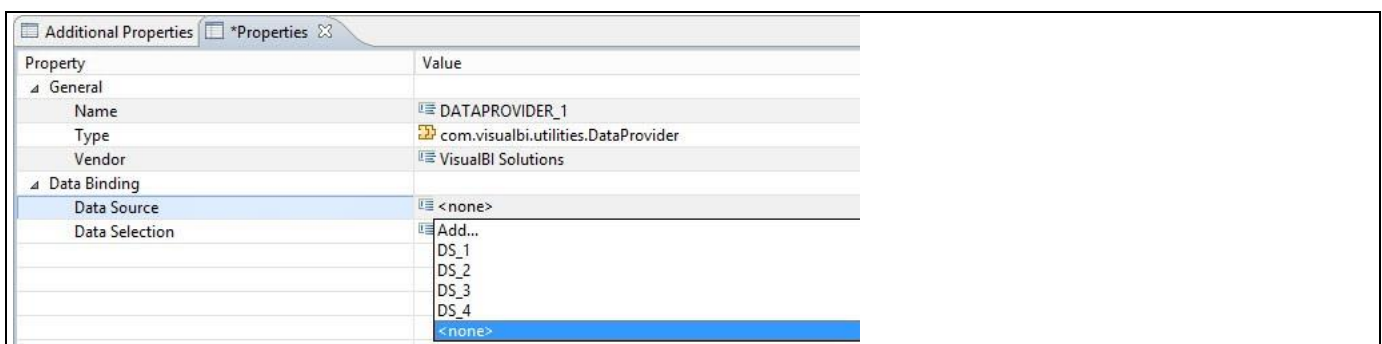 Additional Properties *Properties
Property Value
General
Name DATAPROVIDER_1
Type com.visualbi.utilities.DataProvider
Vendor VisualBI Solutions
Data Binding
Data Source <none>
Data Selection Add...
DS_1
DS_2
DS_3
DS_4
<none>